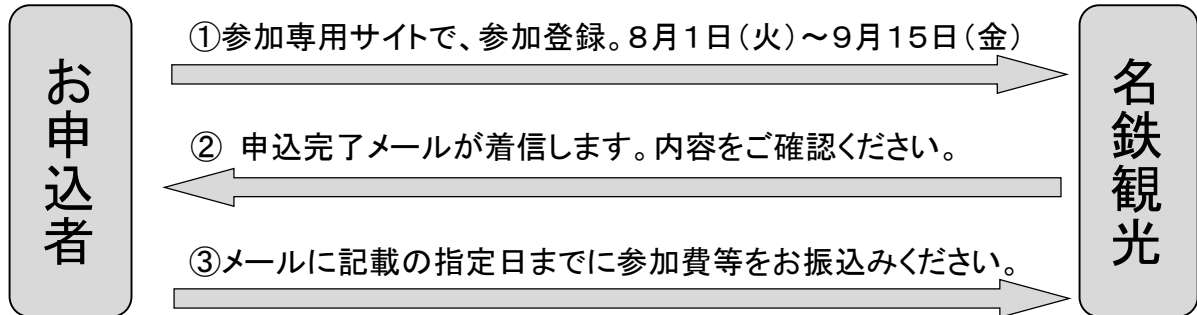 お申込者
①参加専用サイトで、参加登録。８月１日（火）～９月１５日（金）
② 申込完了メールが着信します。内容をご確認ください。
③メールに記載の指定日までに参加費等をお振込みください。
名鉄観光